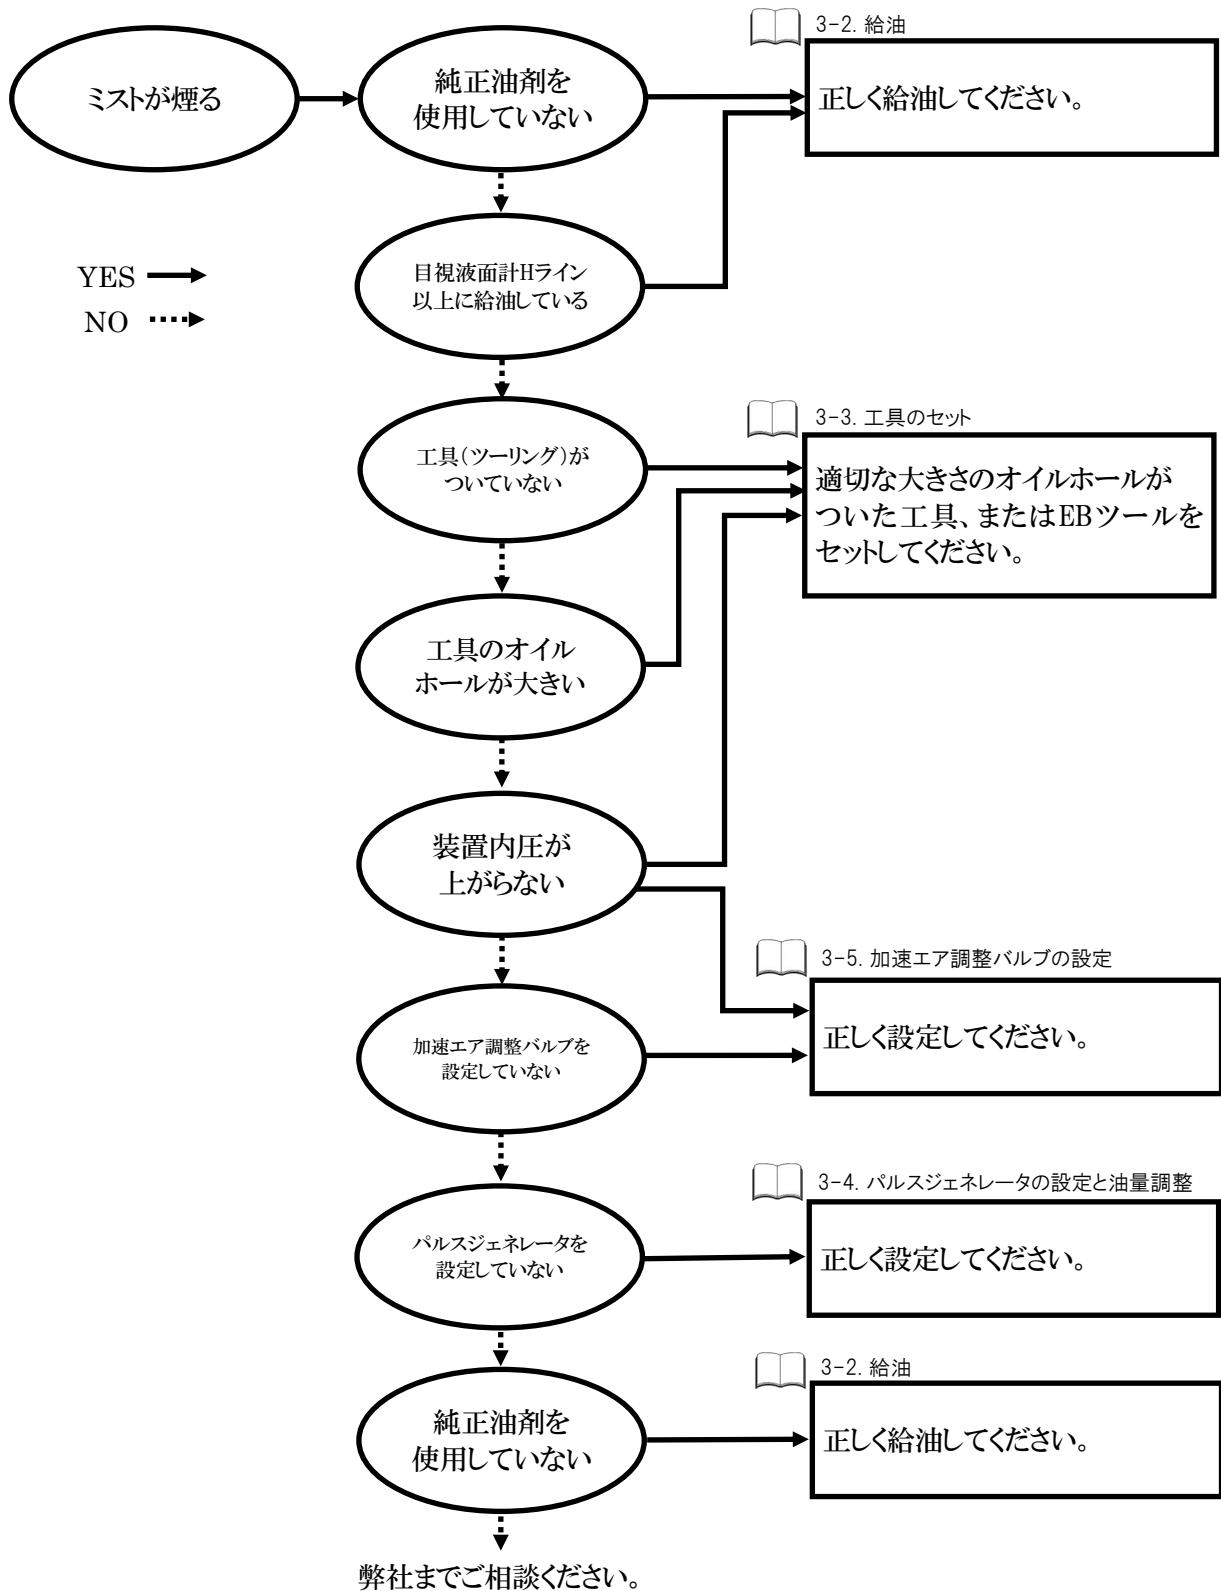 3-2. 給油
ミストが煙る
純正油剤を
使用していない
正しく給油してください。
YES
NO
目視液面計Hライン
以上に給油している
3-3. 工具のセット
工具（ツーリング）が
ついていない
適切な大きさのオイルホールが
ついた工具、またはEBツールを
セットしてください。
工具のオイル
ホールが大きい
装置内圧が
上がらない
3-5. 加速エア調整バルブの設定
加速エア調整バルブを
設定していない
正しく設定してください。
3-4. パルスジェネレータの設定と油量調整
パルスジェネレータを
設定していない
正しく設定してください。
3-2. 給油
純正油剤を
使用していない
正しく給油してください。
弊社までご相談ください。